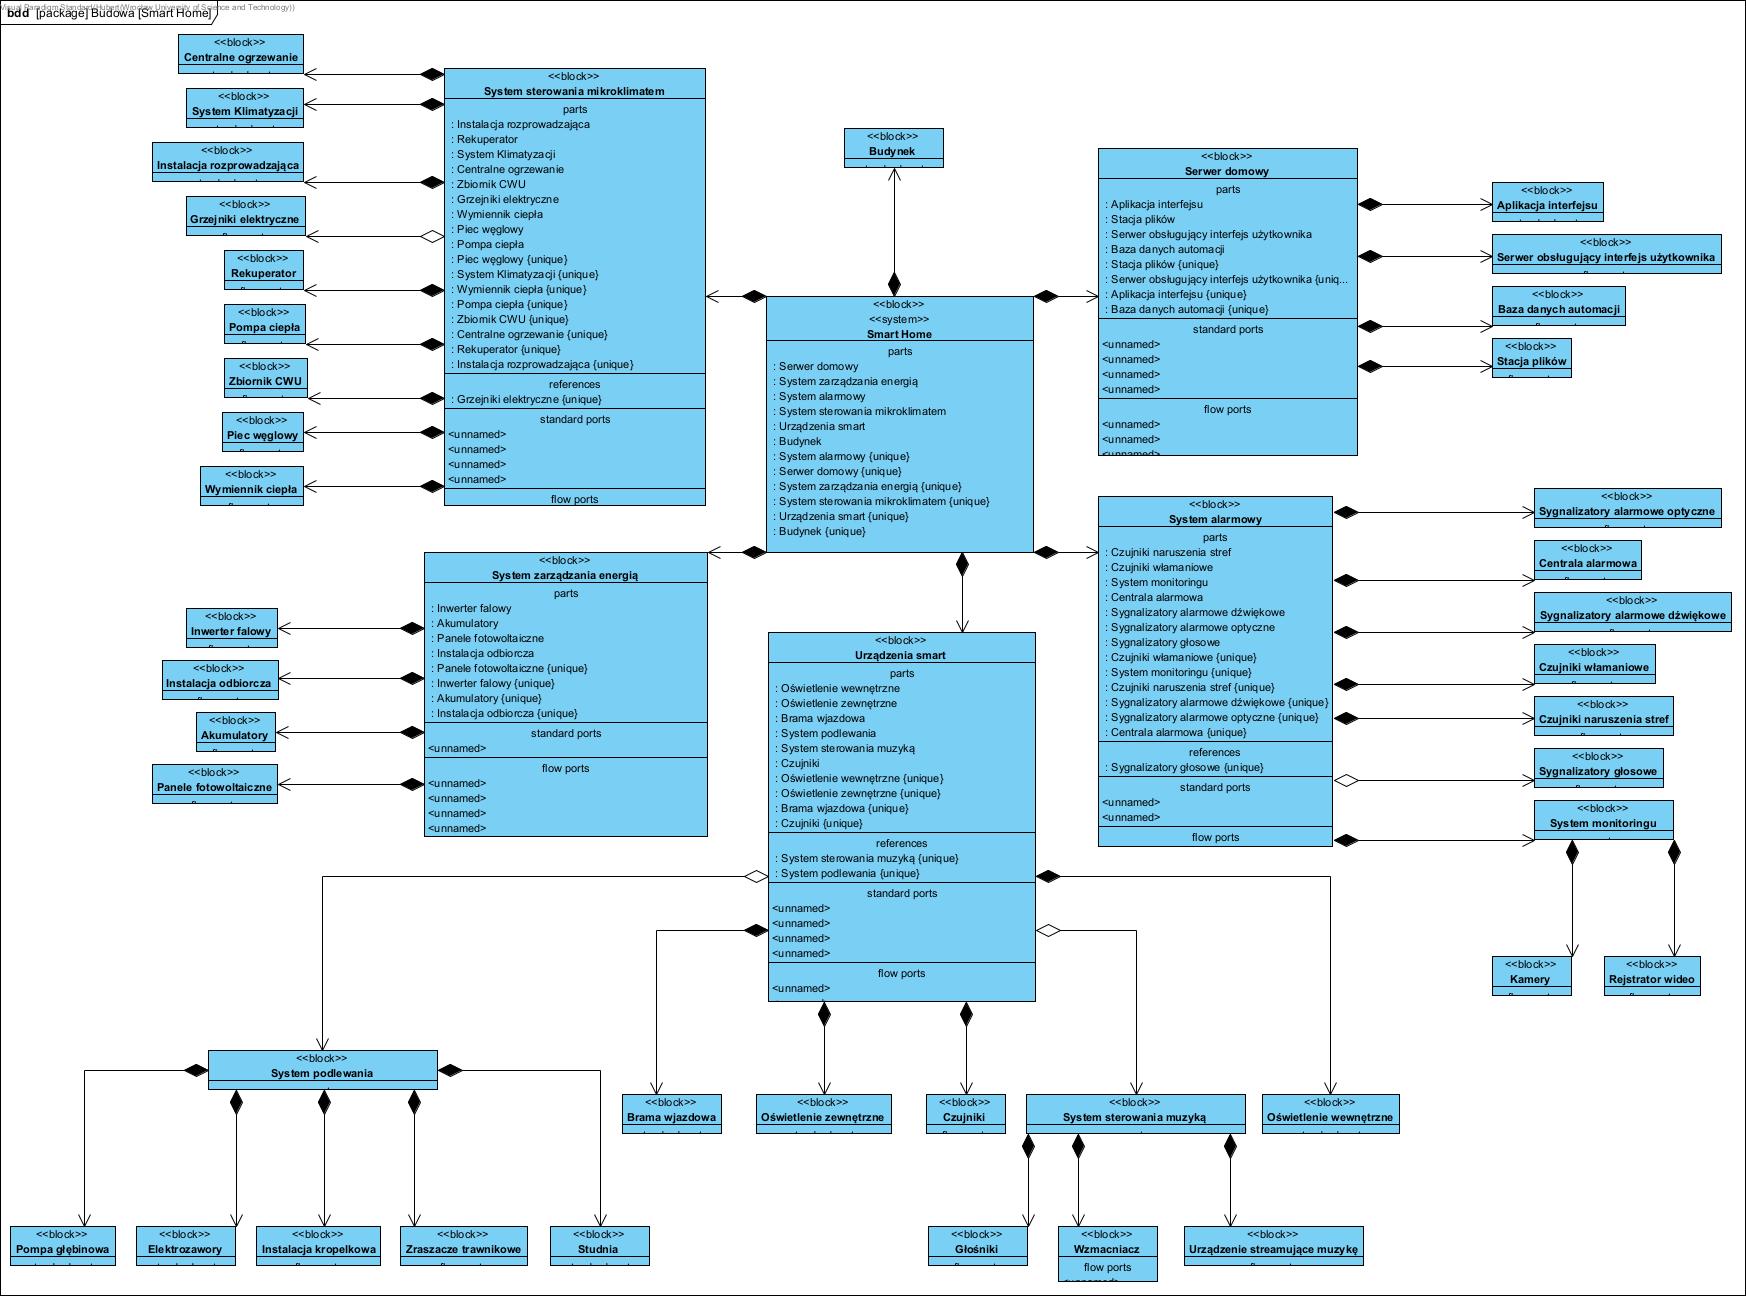 bdd [package] Budowa [Smart Home]
<<block>>
Centralne ogrzewanie
<<block>>
System Klimatyzacji
<<block>>
Instalacja rozprowadzająca
<<block>>
Grzejniki elektryczne
<<block>>
Rekuperator
<<block>>
Pompa ciepła
<<block>>
Zbiornik CWU
<<block>>
Piec węglowy
<<block>>
Wymiennik ciepła
<<block>>
System sterowania mikroklimatem
parts
: Instalacja rozprowadzająca
: Rekuperator
: System Klimatyzacji
: Centralne ogrzewanie
: Zbiornik CWU
: Grzejniki elektryczne
: Wymiennik ciepła
: Piec węglowy
: Pompa ciepła
: Piec węglowy {unique}
: System Klimatyzacji {unique}
: Wymiennik ciepła {unique}
: Pompa ciepła {unique}
: Zbiornik CWU {unique}
: Centralne ogrzewanie {unique}
: Rekuperator {unique}
: Instalacja rozprowadzająca {unique}
references
: Grzejniki elektryczne {unique}
standard ports
<unnamed>
<unnamed>
<unnamed>
<unnamed>
flow ports
<<block>>
Budynek
<<block>>
<<system>>
Smart Home
parts
: Serwer domowy
: System zarządzania energią
: System alarmowy
: System sterowania mikroklimatem
: Urządzenia smart
: Budynek
: System alarmowy {unique}
: Serwer domowy {unique}
: System zarządzania energią {unique}
: System sterowania mikroklimatem {unique}
: Urządzenia smart {unique}
: Budynek {unique}
<<block>>
Serwer domowy
parts
: Aplikacja interfejsu
: Stacja plików
: Serwer obsługujący interfejs użytkownika
: Baza danych automacji
: Stacja plików {unique}
: Serwer obsługujący interfejs użytkownika {uniq...
: Aplikacja interfejsu {unique}
: Baza danych automacji {unique}
standard ports
<unnamed>
<unnamed>
<unnamed>
<unnamed>
flow ports
<unnamed>
<unnamed>
<unnamed>
<<block>>
Aplikacja interfejsu
<<block>>
Serwer obsługujący interfejs użytkownika
<<block>>
Baza danych automacji
<<block>>
Stacja plików
<<block>>
System zarządzania energią
parts
: Inwerter falowy
: Akumulatory
: Panele fotowoltaiczne
: Instalacja odbiorcza
: Panele fotowoltaiczne {unique}
: Inwerter falowy {unique}
: Akumulatory {unique}
: Instalacja odbiorcza {unique}
standard ports
<unnamed>
flow ports
<unnamed>
<unnamed>
<unnamed>
<unnamed>
<<block>>
Inwerter falowy
<<block>>
Instalacja odbiorcza
<<block>>
Akumulatory
<<block>>
Panele fotowoltaiczne
<<block>>
System alarmowy
parts
: Czujniki naruszenia stref
: Czujniki włamaniowe
: System monitoringu
: Centrala alarmowa
: Sygnalizatory alarmowe dźwiękowe
: Sygnalizatory alarmowe optyczne
: Sygnalizatory głosowe
: Czujniki włamaniowe {unique}
: System monitoringu {unique}
: Czujniki naruszenia stref {unique}
: Sygnalizatory alarmowe dźwiękowe {unique}
: Sygnalizatory alarmowe optyczne {unique}
: Centrala alarmowa {unique}
references
: Sygnalizatory głosowe {unique}
standard ports
<unnamed>
<unnamed>
flow ports
<<block>>
Sygnalizatory alarmowe optyczne
<<block>>
Centrala alarmowa
<<block>>
Sygnalizatory alarmowe dźwiękowe
<<block>>
Czujniki włamaniowe
<<block>>
Czujniki naruszenia stref
<<block>>
Sygnalizatory głosowe
<<block>>
System monitoringu
<<block>>
Kamery
<<block>>
Rejstrator wideo
<<block>>
Urządzenia smart
parts
: Oświetlenie wewnętrzne
: Oświetlenie zewnętrzne
: Brama wjazdowa
: System podlewania
: System sterowania muzyką
: Czujniki
: Oświetlenie wewnętrzne {unique}
: Oświetlenie zewnętrzne {unique}
: Brama wjazdowa {unique}
: Czujniki {unique}
references
: System sterowania muzyką {unique}
: System podlewania {unique}
standard ports
<unnamed>
<unnamed>
<unnamed>
<unnamed>
flow ports
<unnamed>
<<block>>
System podlewania
<<block>>
Brama wjazdowa
<<block>>
Oświetlenie zewnętrzne
<<block>>
Czujniki
<<block>>
System sterowania muzyką
<<block>>
Oświetlenie wewnętrzne
<<block>>
Pompa głębinowa
<<block>>
Elektrozawory
<<block>>
Instalacja kropelkowa
<<block>>
Zraszacze trawnikowe
<<block>>
Studnia
<<block>>
Głośniki
<<block>>
Wzmacniacz
flow ports
<<block>>
Urządzenie streamujące muzykę